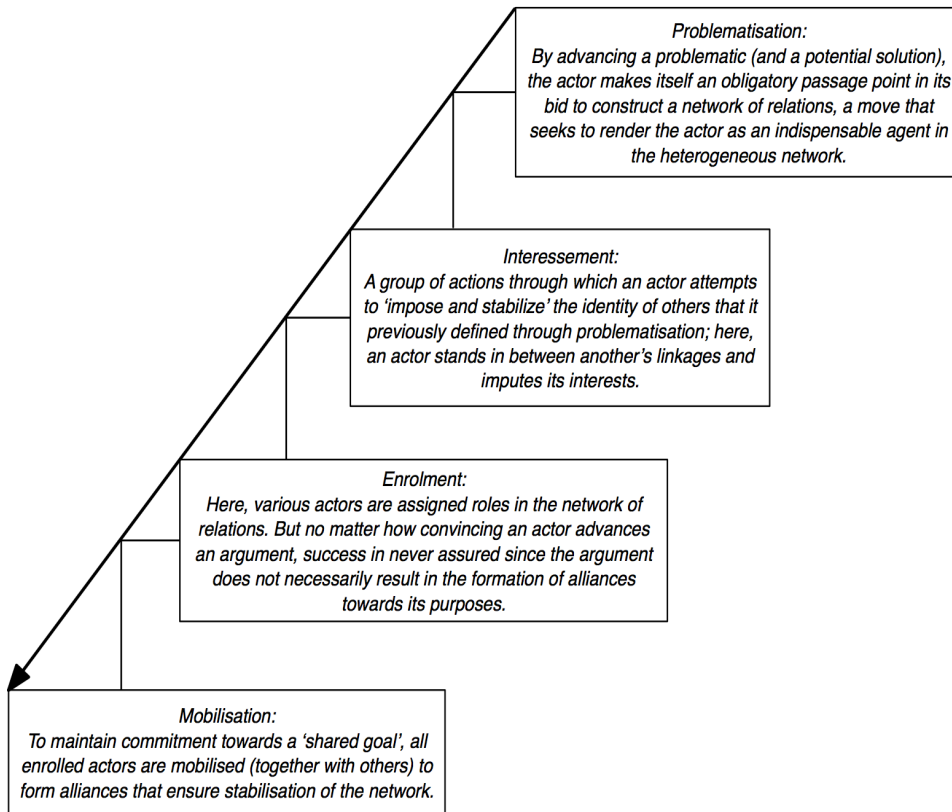 Problematisation:
By advancing a problematic (and a potential solution),
the actor makes itself an obligatory passage point in its
bid to construct a network of relations, a move that
seeks to render the actor as an indispensable agent in
the heterogeneous network.
Interessement:
A group of actions through which an actor attempts
to ‘impose and stabilize’ the identity of others that it
previously defined through problematisation; here,
an actor stands in between another’s linkages and
imputes its interests.
Enrolment:
Here, various actors are assigned roles in the network of
relations. But no matter how convincing an actor advances
an argument, success in never assured since the argument
does not necessarily result in the formation of alliances
towards its purposes.
Mobilisation:
To maintain commitment towards a ‘shared goal’, all
enrolled actors are mobilised (together with others) to
form alliances that ensure stabilisation of the network.